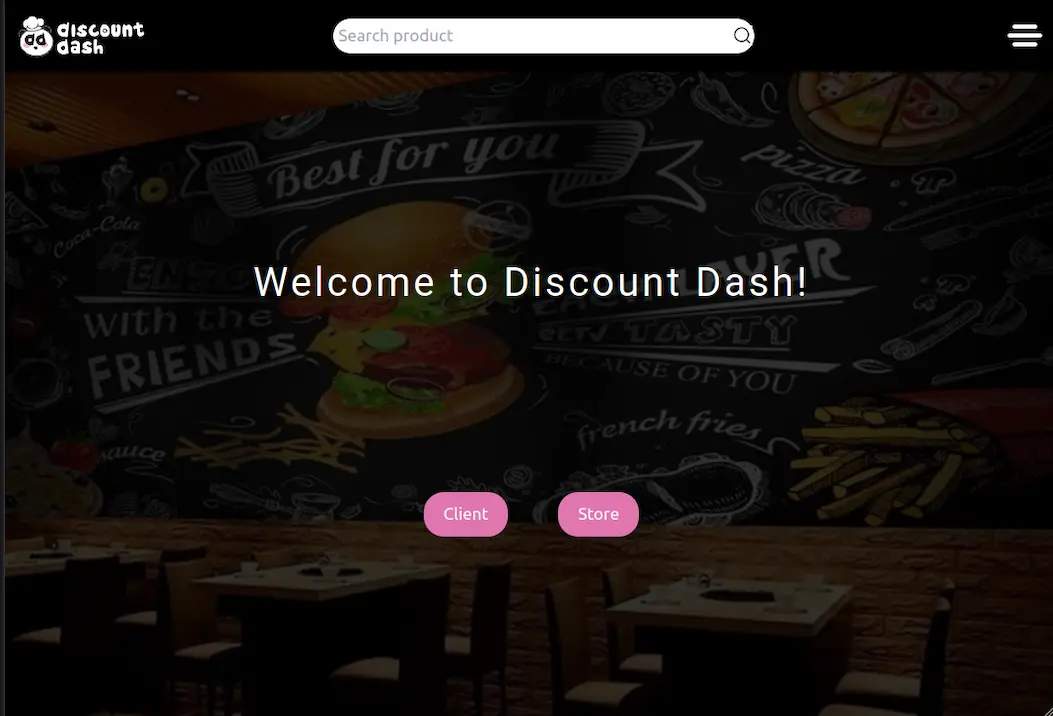 discount
dash
Search product
Best for you
pizza
Coca-Cola
Welcome to Discount Dash!
with the
FRIENDS
TASTY
BECAUSE OF YOU
french fries
sauce
Client
Store